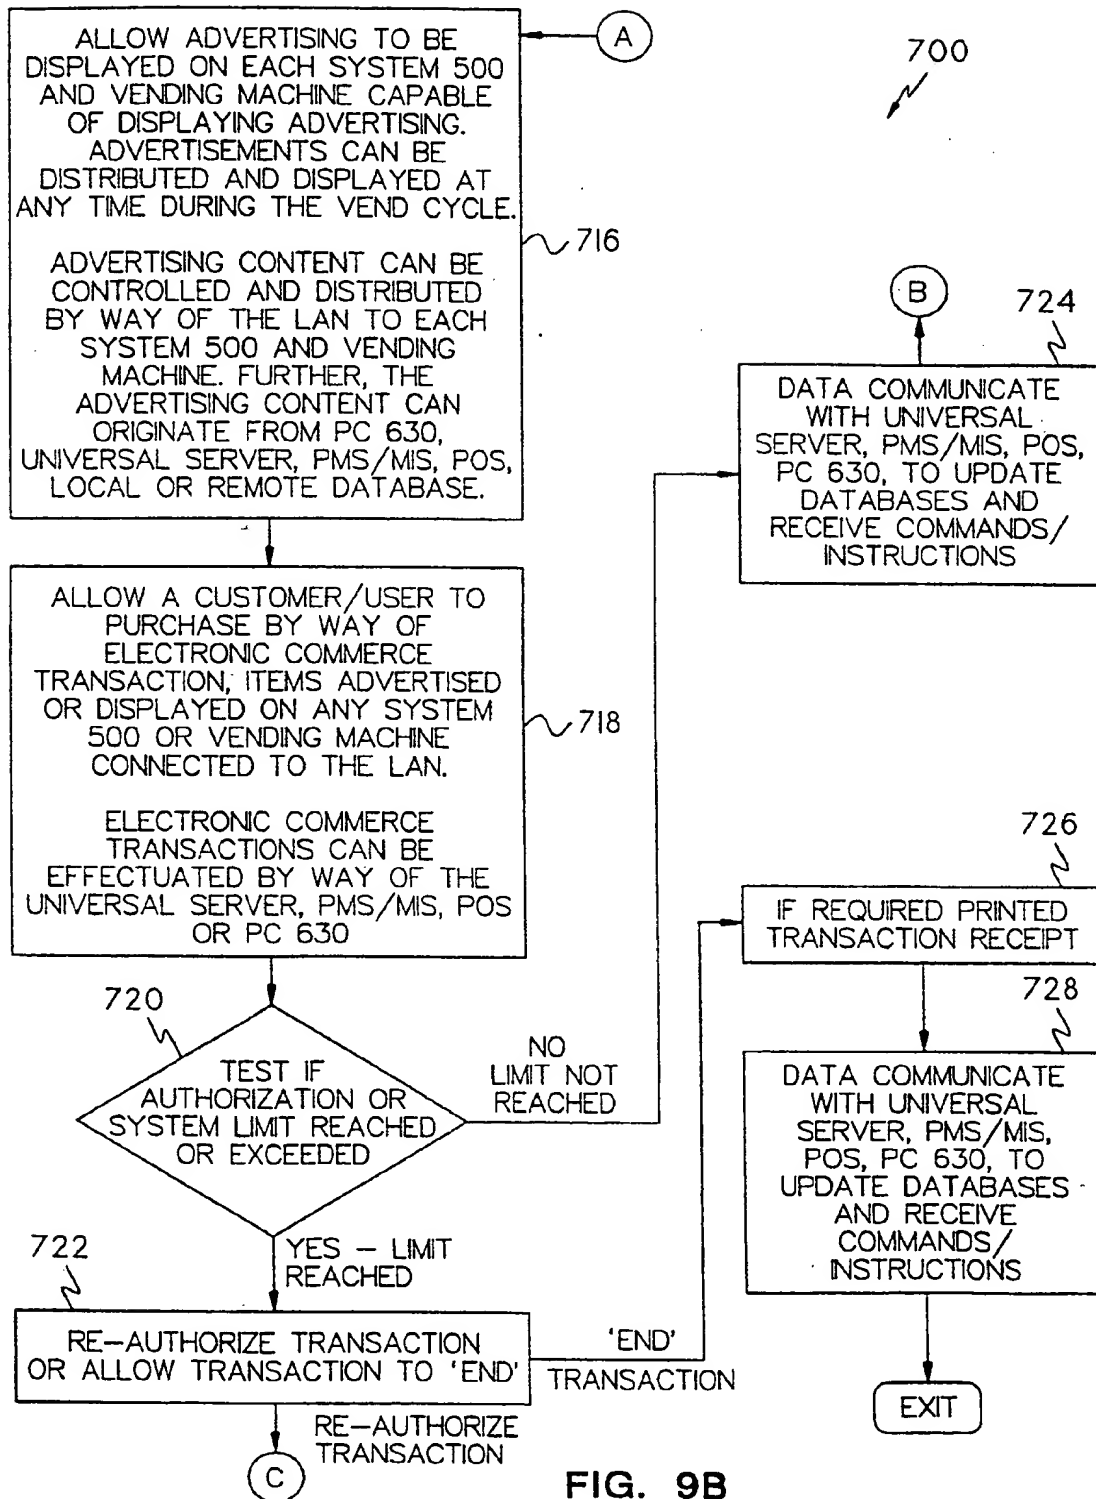 ALLOW ADVERTISING TO BE
DISPLAYED ON EACH SYSTEM 500
AND VENDING MACHINE CAPABLE
OF DISPLAYING ADVERTISING.
ADVERTISEMENTS CAN BE
DISTRIBUTED AND DISPLAYED AT
ANY TIME DURING THE VEND CYCLE.
ADVERTISING CONTENT CAN BE
CONTROLLED AND DISTRIBUTED
BY WAY OF THE LAN TO EACH
SYSTEM 500 AND VENDING
MACHINE. FURTHER, THE
ADVERTISING CONTENT CAN
ORIGINATE FROM PC 630,
UNIVERSAL SERVER, PMS/MIS, POS,
LOCAL OR REMOTE DATABASE.
A
700
716
ALLOW A CUSTOMER/USER TO
PURCHASE BY WAY OF
ELECTRONIC COMMERCE
TRANSACTION, ITEMS ADVERTISED
OR DISPLAYED ON ANY SYSTEM
500 OR VENDING MACHINE
CONNECTED TO THE LAN.
ELECTRONIC COMMERCE
TRANSACTIONS CAN BE
EFFECTUATED BY WAY OF THE
UNIVERSAL SERVER, PMS/MIS, POS
OR PC 630
718
720
TEST IF
AUTHORIZATION OR
SYSTEM LIMIT REACHED
OR EXCEEDED
NO
LIMIT NOT
REACHED
YES – LIMIT
REACHED
722
RE–AUTHORIZE TRANSACTION
OR ALLOW TRANSACTION TO 'END'
'END'
TRANSACTION
RE–AUTHORIZE
TRANSACTION
C
B
724
DATA COMMUNICATE
WITH UNIVERSAL
SERVER, PMS/MIS, POS,
PC 630, TO UPDATE
DATABASES AND
RECEIVE COMMANDS/
INSTRUCTIONS
726
IF REQUIRED PRINTED
TRANSACTION RECEIPT
728
DATA COMMUNICATE
WITH UNIVERSAL
SERVER, PMS/MIS,
POS, PC 630, TO
UPDATE DATABASES
AND RECEIVE
COMMANDS/
INSTRUCTIONS
EXIT
FIG. 9B